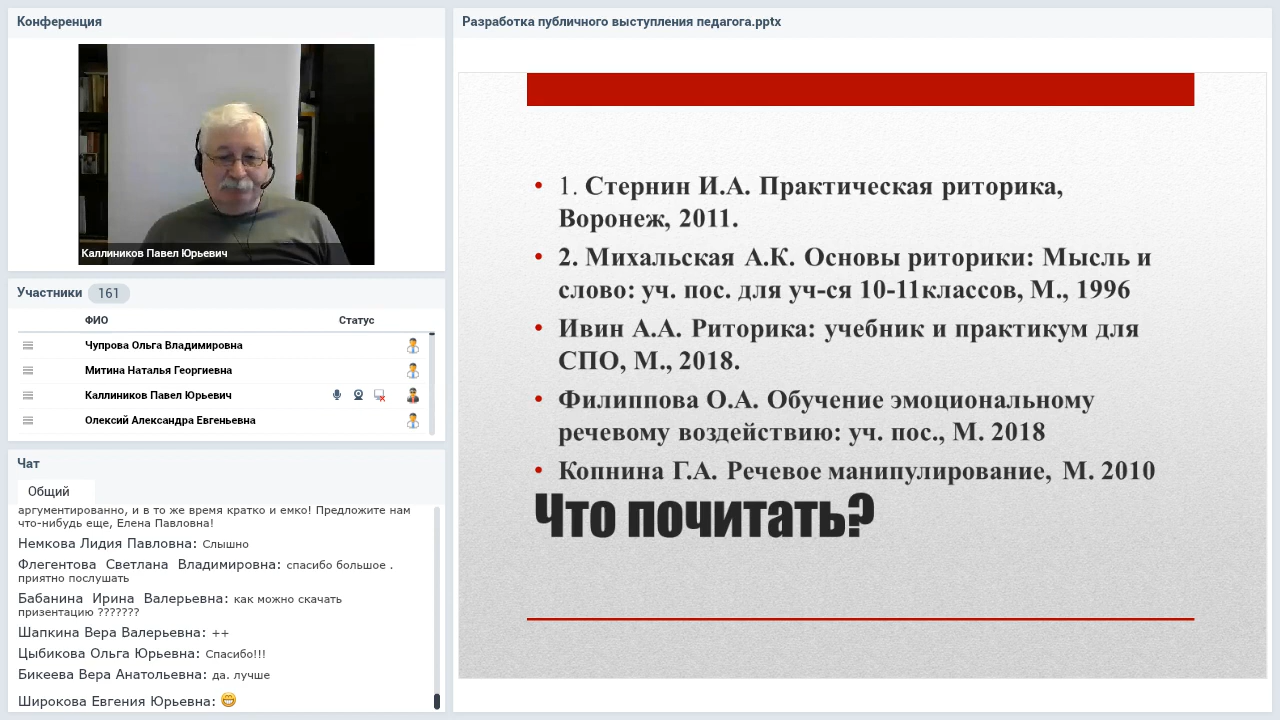 Конференция
Каллиников Павел Юрьевич
Участники 161
ФИО Статус
Чупрова Ольга Владимировна
Митина Наталья Георгиевна
Каллиников Павел Юрьевич
Олексий Александра Евгеньевна
Чат
Общий
аргументированно, и в то же время кратко и емко! Предложите нам
что-нибудь еще, Елена Павловна!
Немкова Лидия Павловна: Слышно
Флегентова Светлана Владимировна: спасибо большое .
приятно послушать
Бабанина Ирина Валерьевна: как можно скачать
призентацию ???????
Шапкина Вера Валерьевна: ++
Цыбикова Ольга Юрьевна: Спасибо!!!
Бикеева Вера Анатольевна: да. лучше
Широкова Евгения Юрьевна:
Разработка публичного выступления педагога.pptx
• 1. Стернин И.А. Практическая риторика,
Воронеж, 2011.
• 2. Михальская А.К. Основы риторики: Мысль и
слово: уч. пос. для уч-ся 10-11классов, М., 1996
• Ивин А.А. Риторика: учебник и практикум для
СПО, М., 2018.
• Филиппова О.А. Обучение эмоциональному
речевому воздействию: уч. пос., М. 2018
• Копнина Г.А. Речевое манипулирование, М. 2010
Что почитать?